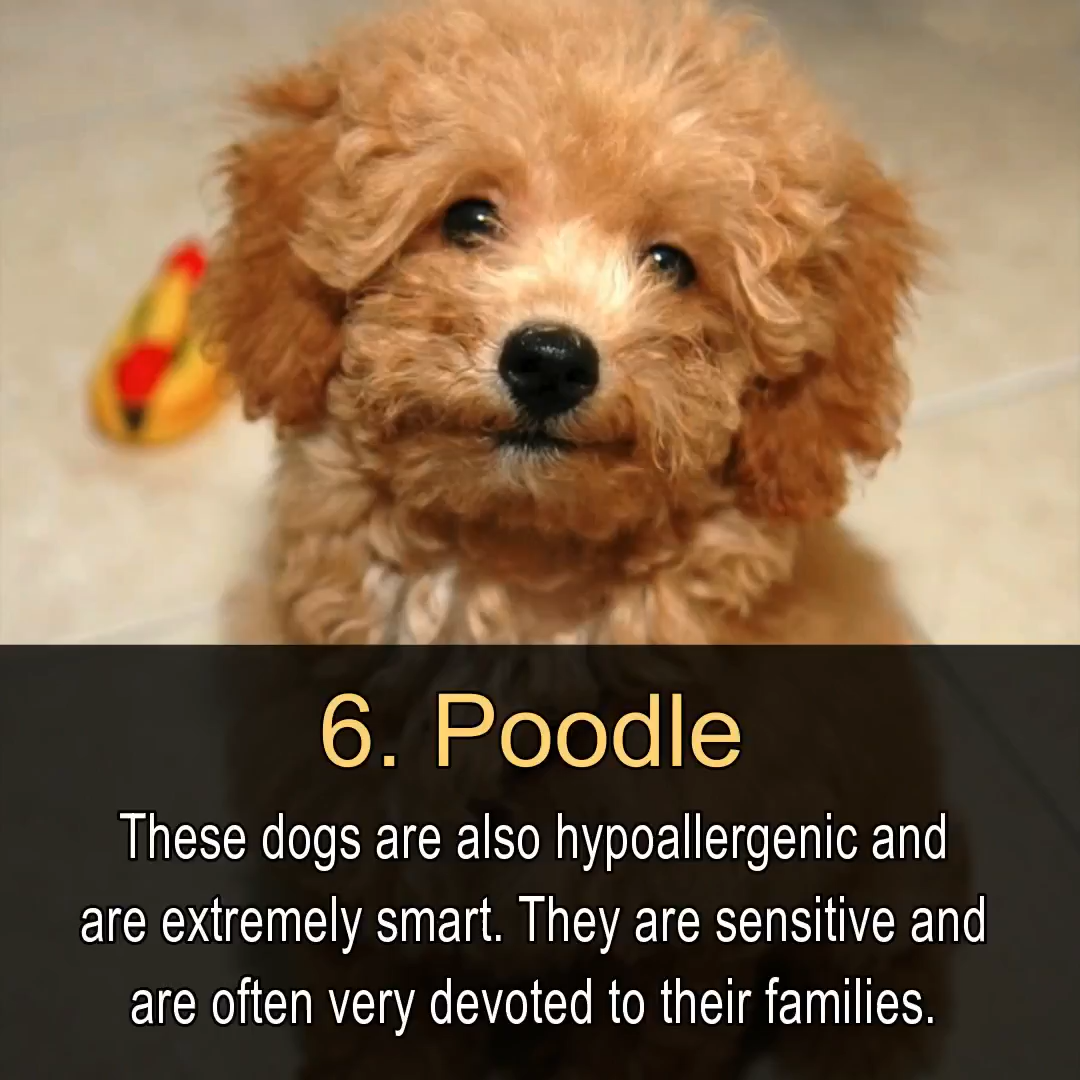 6. Poodle
These dogs are also hypoallergenic and
are extremely smart. They are sensitive and
are often very devoted to their families.